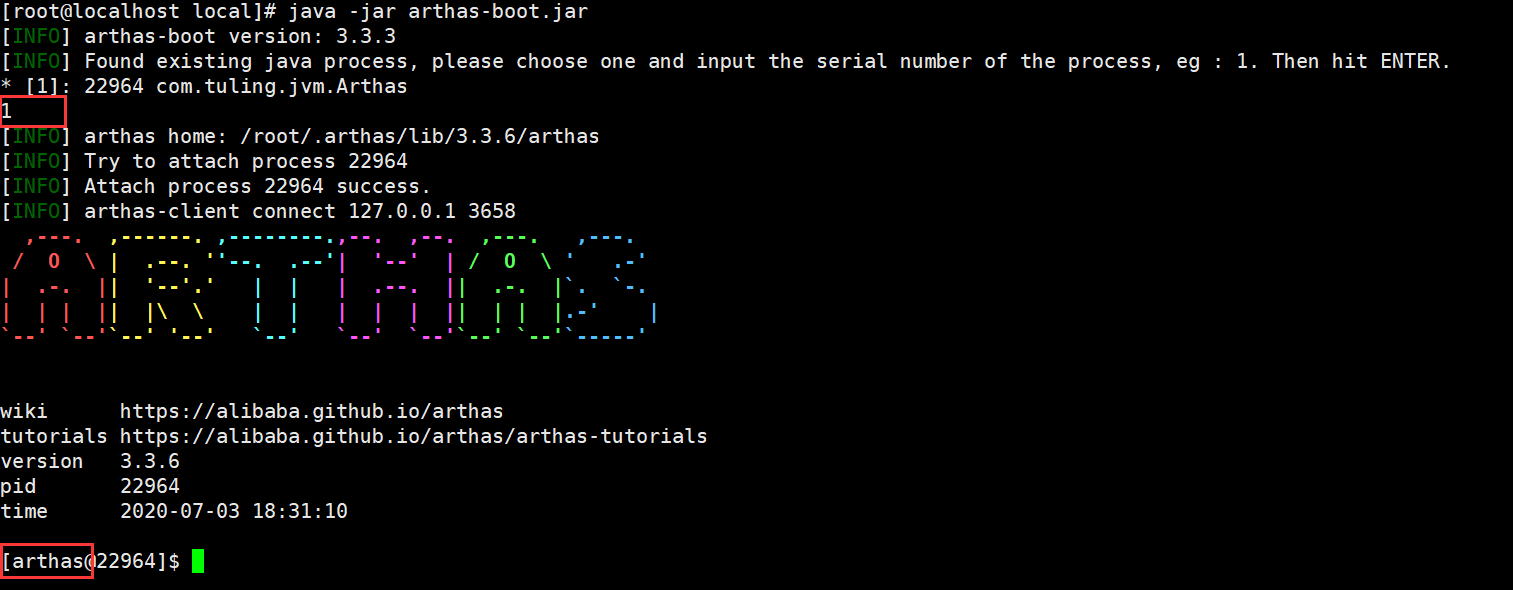 [root@localhost local]# java -jar arthas-boot.jar
[INFO] arthas-boot version: 3.3.3
[INFO] Found existing java process, please choose one and input the serial number of the process, eg : 1. Then hit ENTER.
* [1]: 22964 com.tuling.jvm.Arthas
1
[INFO] arthas home: /root/.arthas/lib/3.3.6/arthas
[INFO] Try to attach process 22964
[INFO] Attach process 22964 success.
[INFO] arthas-client connect 127.0.0.1 3658
ARTHAS
wiki      https://alibaba.github.io/arthas
tutorials https://alibaba.github.io/arthas/arthas-tutorials
version   3.3.6
pid       22964
time      2020-07-03 18:31:10
[arthas@22964]$